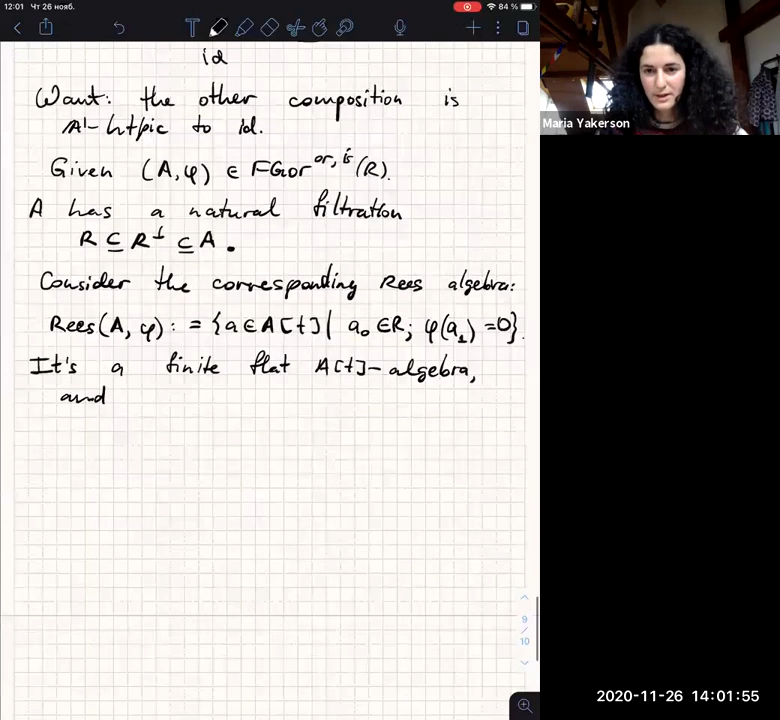 12:01 Чт 26 нояб.
84 %
id
Want: the other composition is
A¹-htpic to id.
Given (A, φ) ∈ FGor^{or, is}(R).
A has a natural filtration
R ⊆ R^⊥ ⊆ A.
Consider the corresponding Rees algebra:
Rees(A, φ) := {a ∈ A[t] | a₀ ∈ R; φ(a₁) = 0}.
It's a finite flat A[t]-algebra,
and
9
/
10
Maria Yakerson
2020-11-26 14:01:55